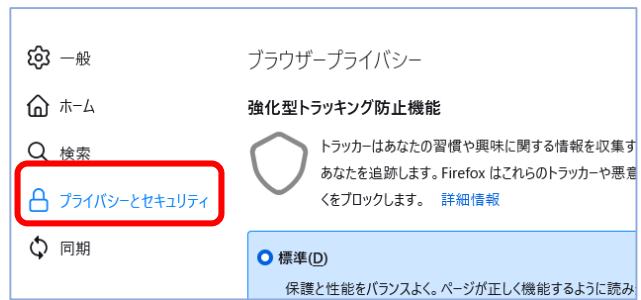 一般
ホーム
検索
プライバシーとセキュリティ
同期
ブラウザープライバシー
強化型トラッキング防止機能
トラッカーはあなたの習慣や興味に関する情報を収集す
あなたを追跡します。Firefox はこれらのトラッカーや悪意
くをブロックします。 詳細情報
標準(D)
保護と性能をバランスよく。ページが正しく機能するように読み